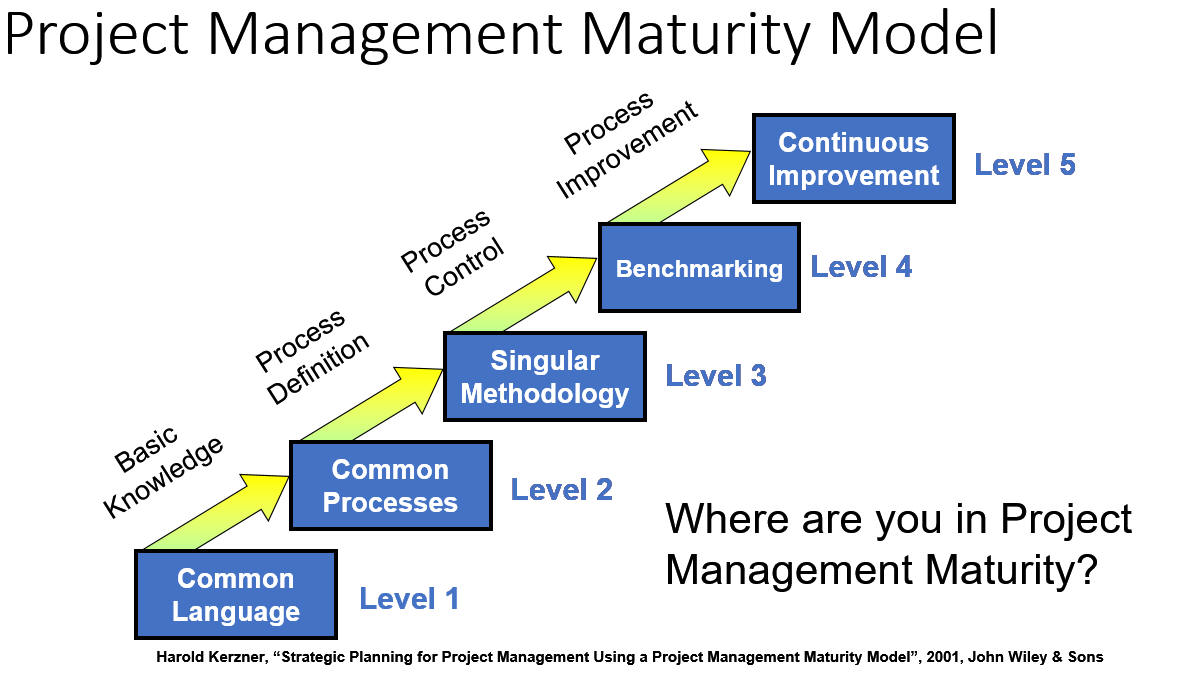 Project Management Maturity Model
Process
Improvement
Continuous
Improvement
Level 5
Process
Control
Benchmarking
Level 4
Process
Definition
Singular
Methodology
Level 3
Basic
Knowledge
Common
Processes
Level 2
Where are you in Project
Management Maturity?
Common
Language
Level 1
Harold Kerzner, “Strategic Planning for Project Management Using a Project Management Maturity Model”, 2001, John Wiley & Sons